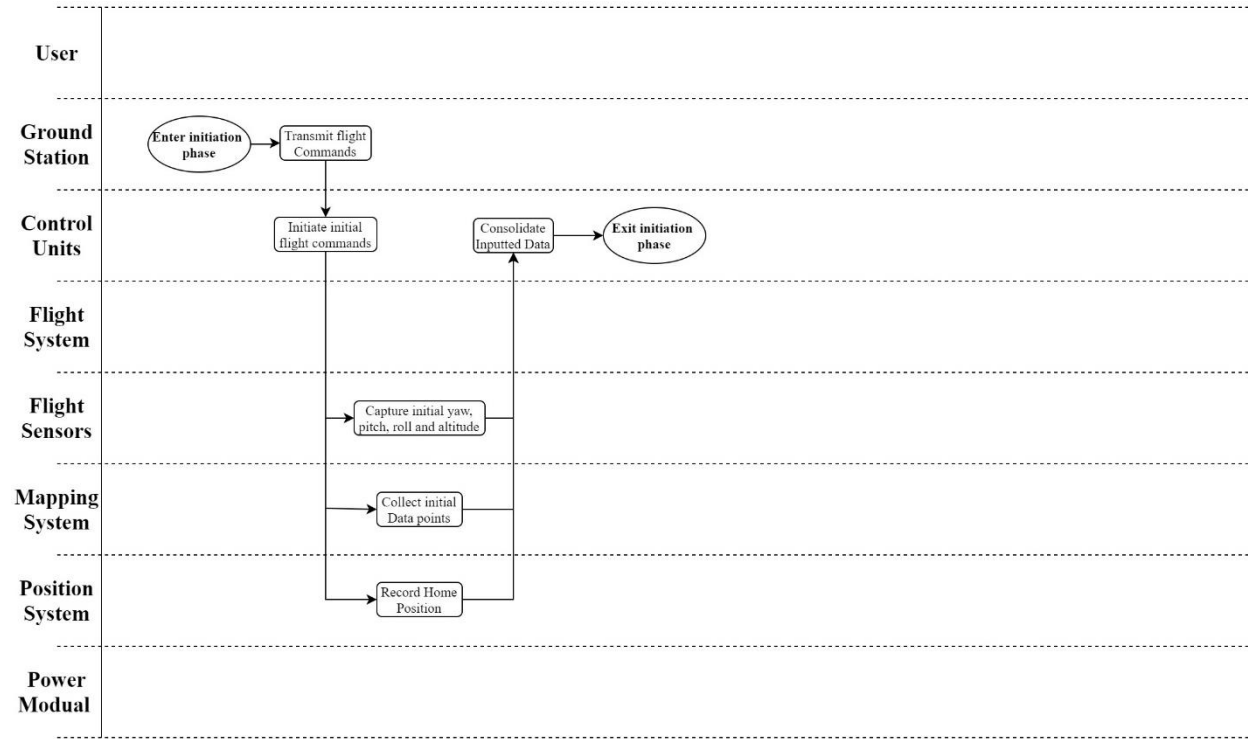 User
Ground
Station
Enter initiation
phase
Transmit flight
Commands
Control
Units
Initiate initial
flight commands
Consolidate
Inputted Data
Exit initiation
phase
Flight
System
Flight
Sensors
Capture initial yaw,
pitch, roll and altitude
Mapping
System
Collect initial
Data points
Position
System
Record Home
Position
Power
Modual